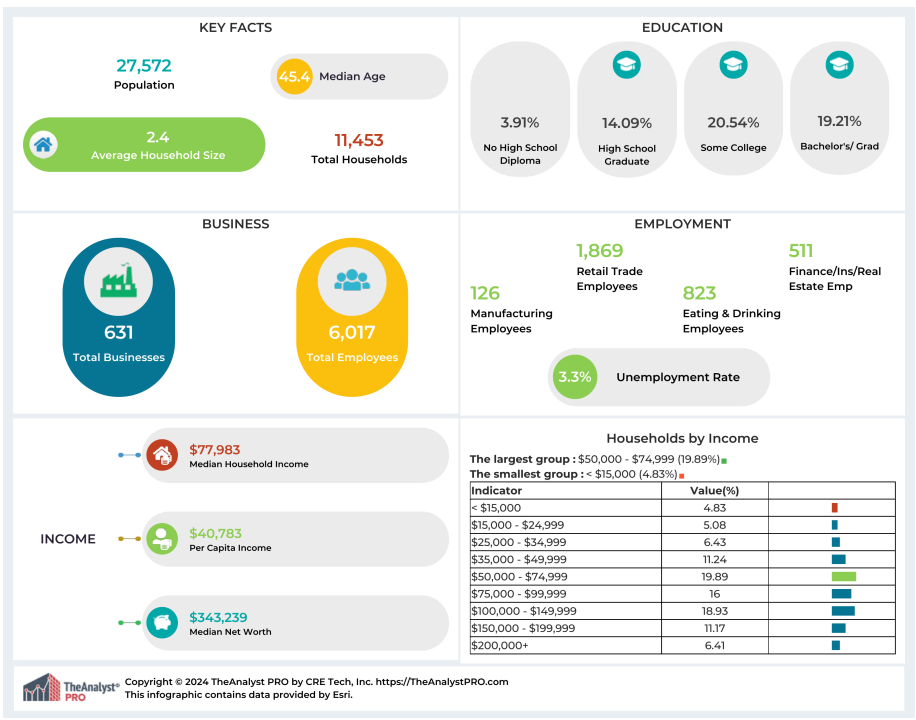 KEY FACTS
27,572
Population
45.4 Median Age
2.4
Average Household Size
11,453
Total Households
EDUCATION
3.91%
No High School
Diploma
14.09%
High School
Graduate
20.54%
Some College
19.21%
Bachelor's/ Grad
BUSINESS
631
Total Businesses
6,017
Total Employees
EMPLOYMENT
126
Manufacturing
Employees
1,869
Retail Trade
Employees
823
Eating & Drinking
Employees
511
Finance/Ins/Real
Estate Emp
3.3% Unemployment Rate
INCOME
$77,983
Median Household Income
$40,783
Per Capita Income
$343,239
Median Net Worth
Households by Income
The largest group : $50,000 - $74,999 (19.89%)
The smallest group : < $15,000 (4.83%)
Indicator Value(%)
< $15,000 4.83
$15,000 - $24,999 5.08
$25,000 - $34,999 6.43
$35,000 - $49,999 11.24
$50,000 - $74,999 19.89
$75,000 - $99,999 16
$100,000 - $149,999 18.93
$150,000 - $199,999 11.17
$200,000+ 6.41
TheAnalyst®
PRO
Copyright © 2024 TheAnalyst PRO by CRE Tech, Inc. https://TheAnalystPRO.com
This infographic contains data provided by Esri.